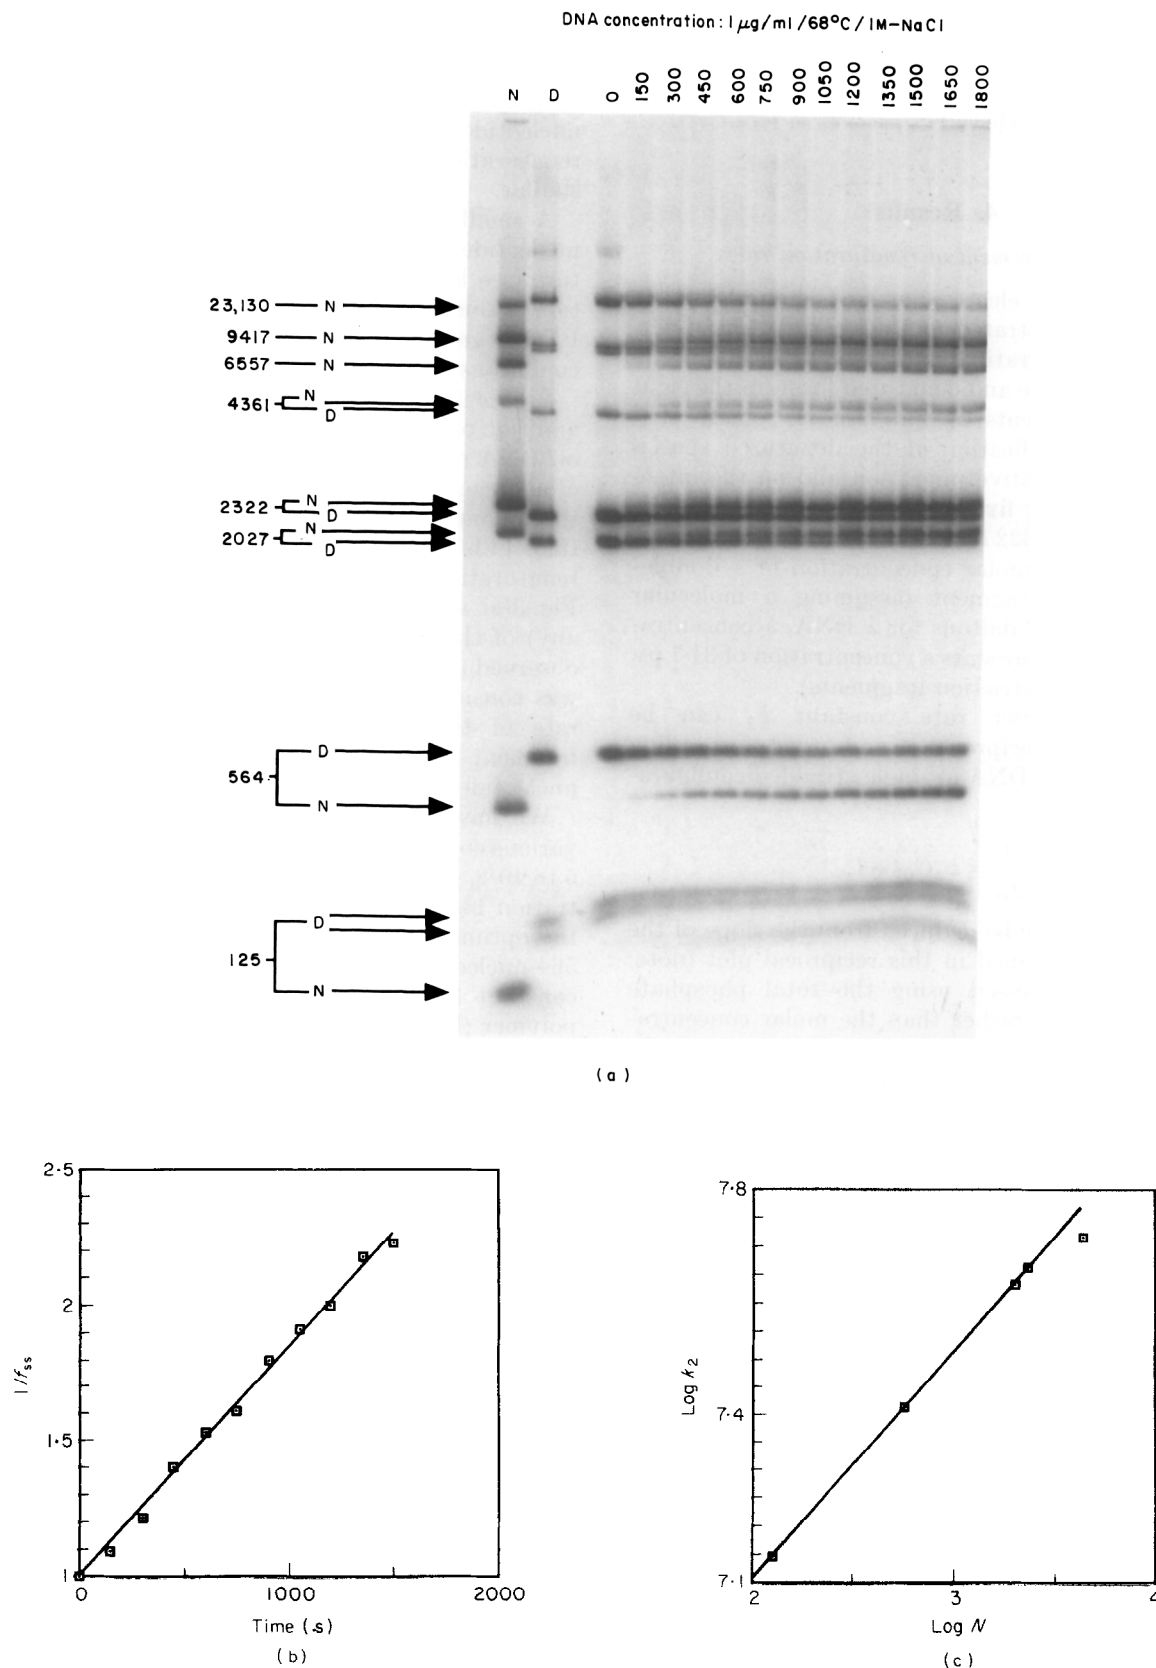 DNA concentration: 1 μg/ml/68°C/1M-NaCl
N D 0 150 300 450 600 750 900 1050 1200 1350 1500 1650 1800
23,130 N
9417 N
6557 N
4361 N D
2322 N D
2027 N D
564 D N
125 D N
(a)
2·5
2
1·5
1
0 1000 2000
1/fss
Time (s)
(b)
7·8
7·4
7·1
2 3 4
Log k2
Log N
(c)